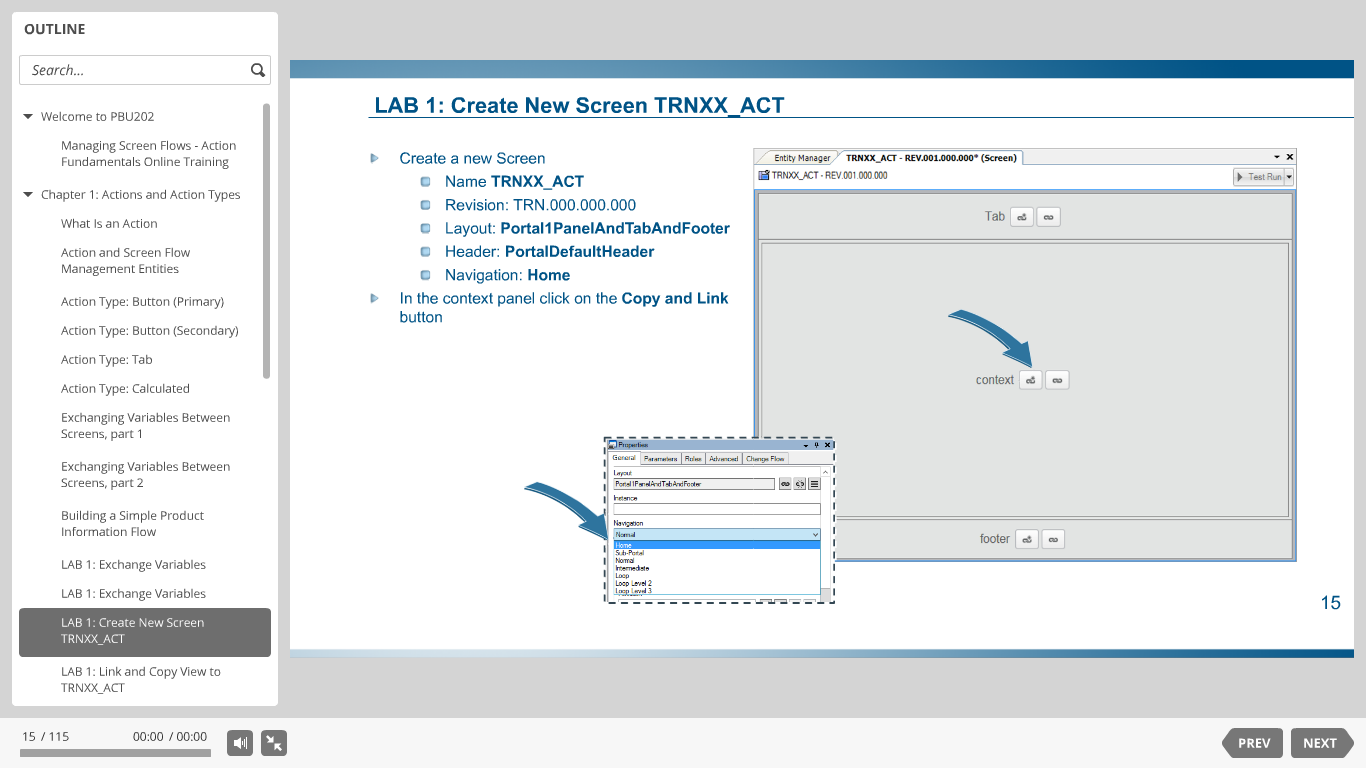 OUTLINE
Search...
Welcome to PBU202
Managing Screen Flows - Action
Fundamentals Online Training
Chapter 1: Actions and Action Types
What Is an Action
Action and Screen Flow
Management Entities
Action Type: Button (Primary)
Action Type: Button (Secondary)
Action Type: Tab
Action Type: Calculated
Exchanging Variables Between
Screens, part 1
Exchanging Variables Between
Screens, part 2
Building a Simple Product
Information Flow
LAB 1: Exchange Variables
LAB 1: Exchange Variables
LAB 1: Create New Screen
TRNXX_ACT
LAB 1: Link and Copy View to
TRNXX_ACT
LAB 1: Create New Screen TRNXX_ACT
Create a new Screen
Name TRNXX_ACT
Revision: TRN.000.000.000
Layout: Portal1PanelAndTabAndFooter
Header: PortalDefaultHeader
Navigation: Home
In the context panel click on the Copy and Link
button
Entity Manager
TRNXX_ACT - REV.001.000.000* (Screen)
TRNXX_ACT - REV.001.000.000
Test Run
Tab
context
footer
Properties
General Parameters Roles Advanced Change Flow
Layout
Portal1PanelAndTabAndFooter
Instance
Navigation
Normal
Home
Sub-Portal
Normal
Intermediate
Loop
Loop Level 2
Loop Level 3
15
15 / 115
00:00 / 00:00
PREV
NEXT